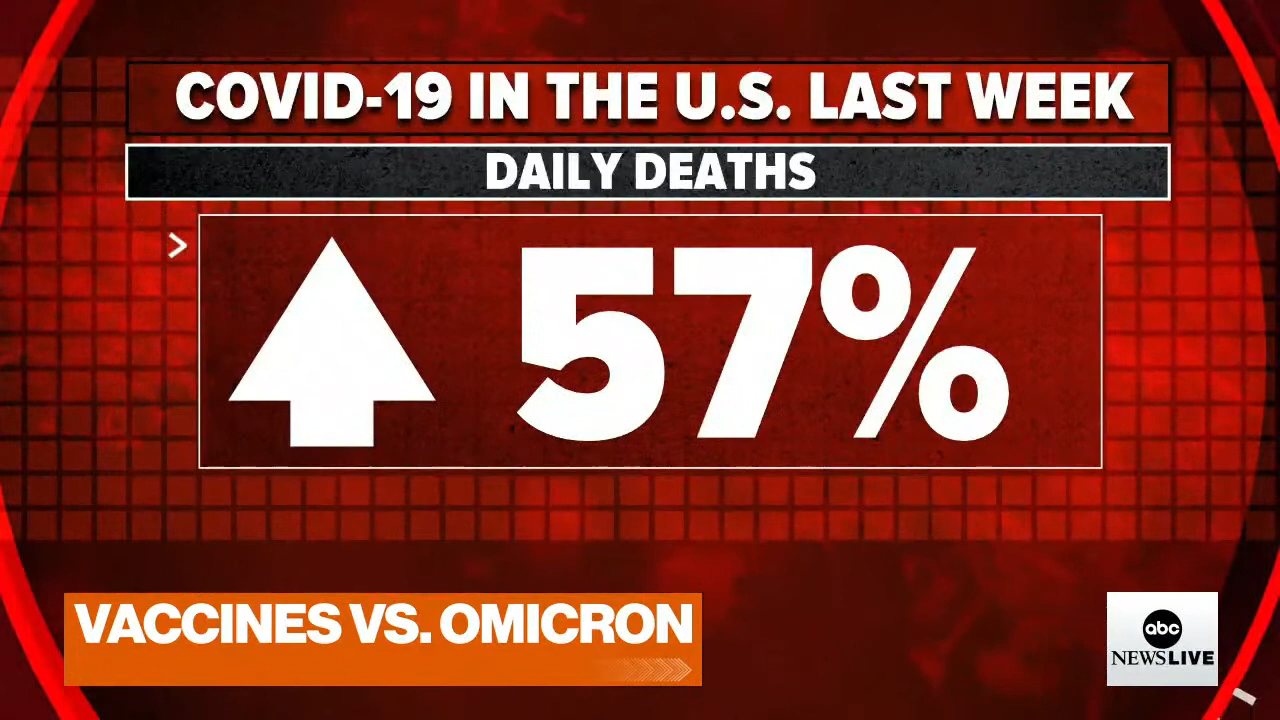 COVID-19 IN THE U.S. LAST WEEK
DAILY DEATHS
57%
VACCINES VS. OMICRON
abc
NEWSLIVE